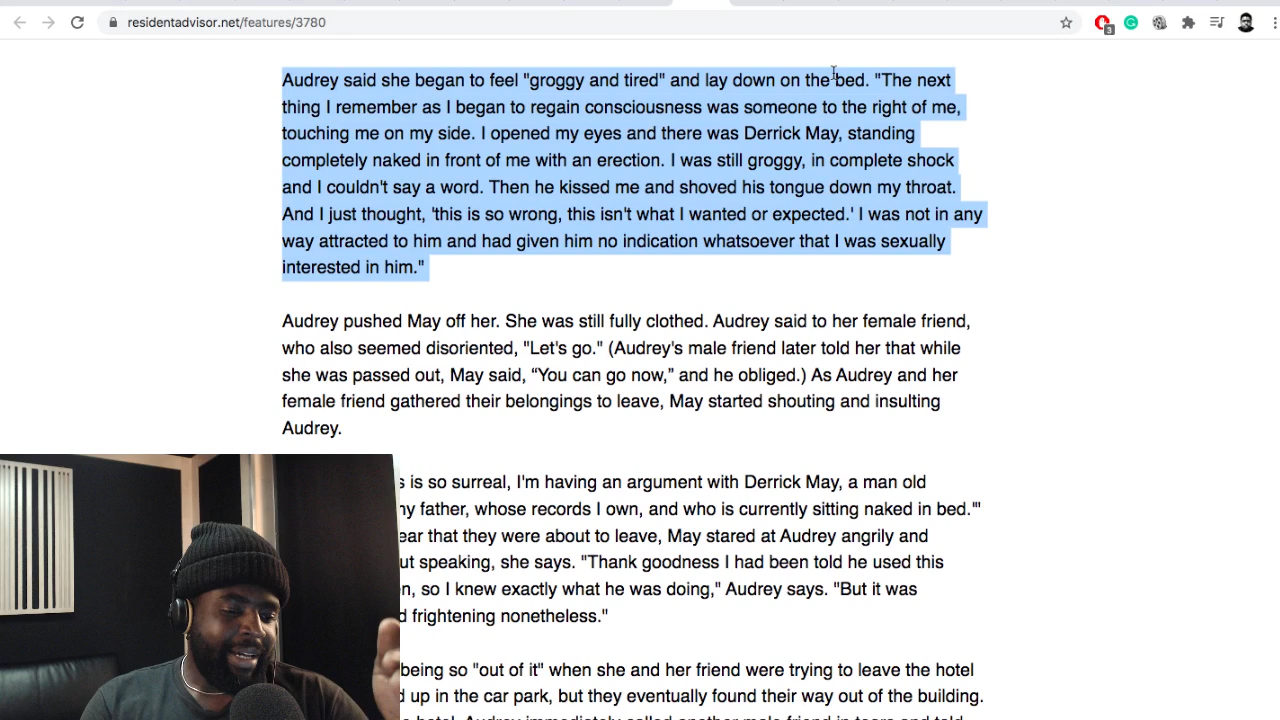 residentadvisor.net/features/3780
3
Audrey said she began to feel "groggy and tired" and lay down on the bed. "The next
thing I remember as I began to regain consciousness was someone to the right of me,
touching me on my side. I opened my eyes and there was Derrick May, standing
completely naked in front of me with an erection. I was still groggy, in complete shock
and I couldn't say a word. Then he kissed me and shoved his tongue down my throat.
And I just thought, 'this is so wrong, this isn't what I wanted or expected.' I was not in any
way attracted to him and had given him no indication whatsoever that I was sexually
interested in him."
Audrey pushed May off her. She was still fully clothed. Audrey said to her female friend,
who also seemed disoriented, "Let's go." (Audrey's male friend later told her that while
she was passed out, May said, “You can go now,” and he obliged.) As Audrey and her
female friend gathered their belongings to leave, May started shouting and insulting
Audrey.
is so surreal, I'm having an argument with Derrick May, a man old
father, whose records I own, and who is currently sitting naked in bed.'"
that they were about to leave, May stared at Audrey angrily and
speaking, she says. "Thank goodness I had been told he used this
so I knew exactly what he was doing," Audrey says. "But it was
frightening nonetheless."
being so "out of it" when she and her friend were trying to leave the hotel
up in the car park, but they eventually found their way out of the building.
hotel, Audrey immediately called another male friend in tears and told